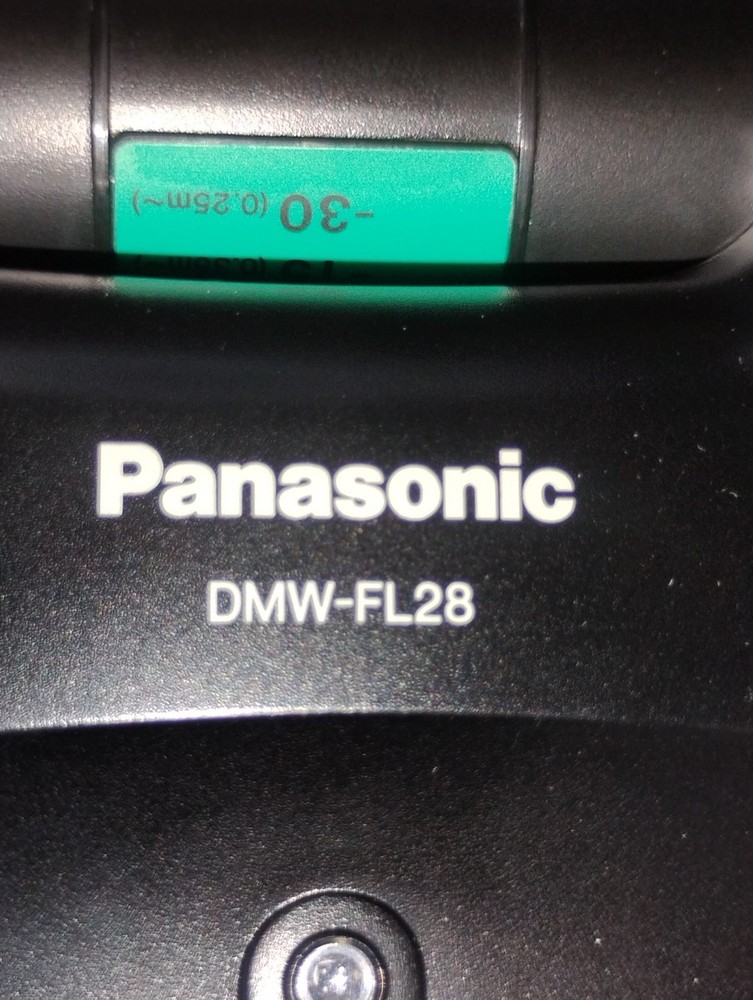 -30 (0.25m~)
Panasonic
DMW-FL28